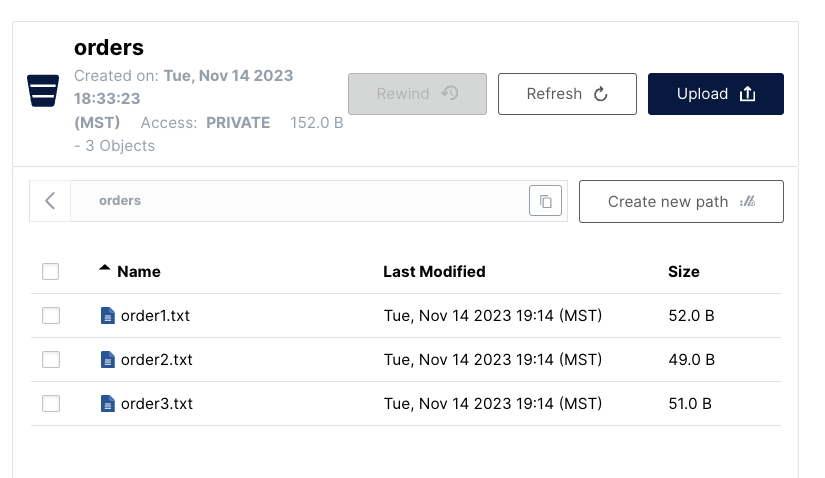 orders
Created on: Tue, Nov 14 2023
18:33:23
(MST) Access: PRIVATE 152.0 B
- 3 Objects
Rewind
Refresh
Upload
orders
Create new path
Name Last Modified Size
order1.txt Tue, Nov 14 2023 19:14 (MST) 52.0 B
order2.txt Tue, Nov 14 2023 19:14 (MST) 49.0 B
order3.txt Tue, Nov 14 2023 19:14 (MST) 51.0 B